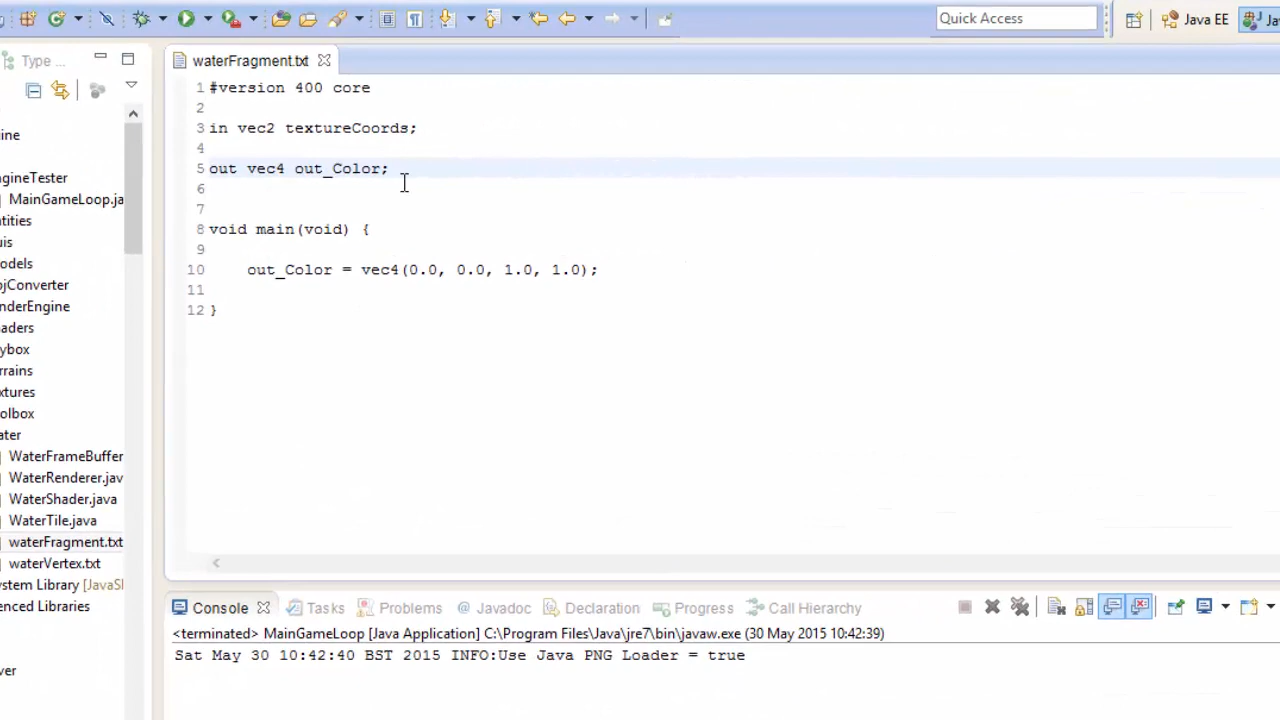 Quick Access
Java EE
Ja
Type ...
waterFragment.txt
1 #version 400 core
2
3 in vec2 textureCoords;
4
5 out vec4 out_Color;
6
7
8 void main(void) {
9
10 out_Color = vec4(0.0, 0.0, 1.0, 1.0);
11
12 }
ine
gineTester
MainGameLoop.ja
tities
uis
odels
ojConverter
nderEngine
aders
ybox
rrains
xtures
olbox
ater
WaterFrameBuffer
WaterRenderer.jav
WaterShader.java
WaterTile.java
waterFragment.txt
waterVertex.txt
stem Library [JavaS
enced Libraries
ver
Console Tasks Problems @ Javadoc Declaration Progress Call Hierarchy
<terminated> MainGameLoop [Java Application] C:\Program Files\Java\jre7\bin\javaw.exe (30 May 2015 10:42:39)
Sat May 30 10:42:40 BST 2015 INFO:Use Java PNG Loader = true